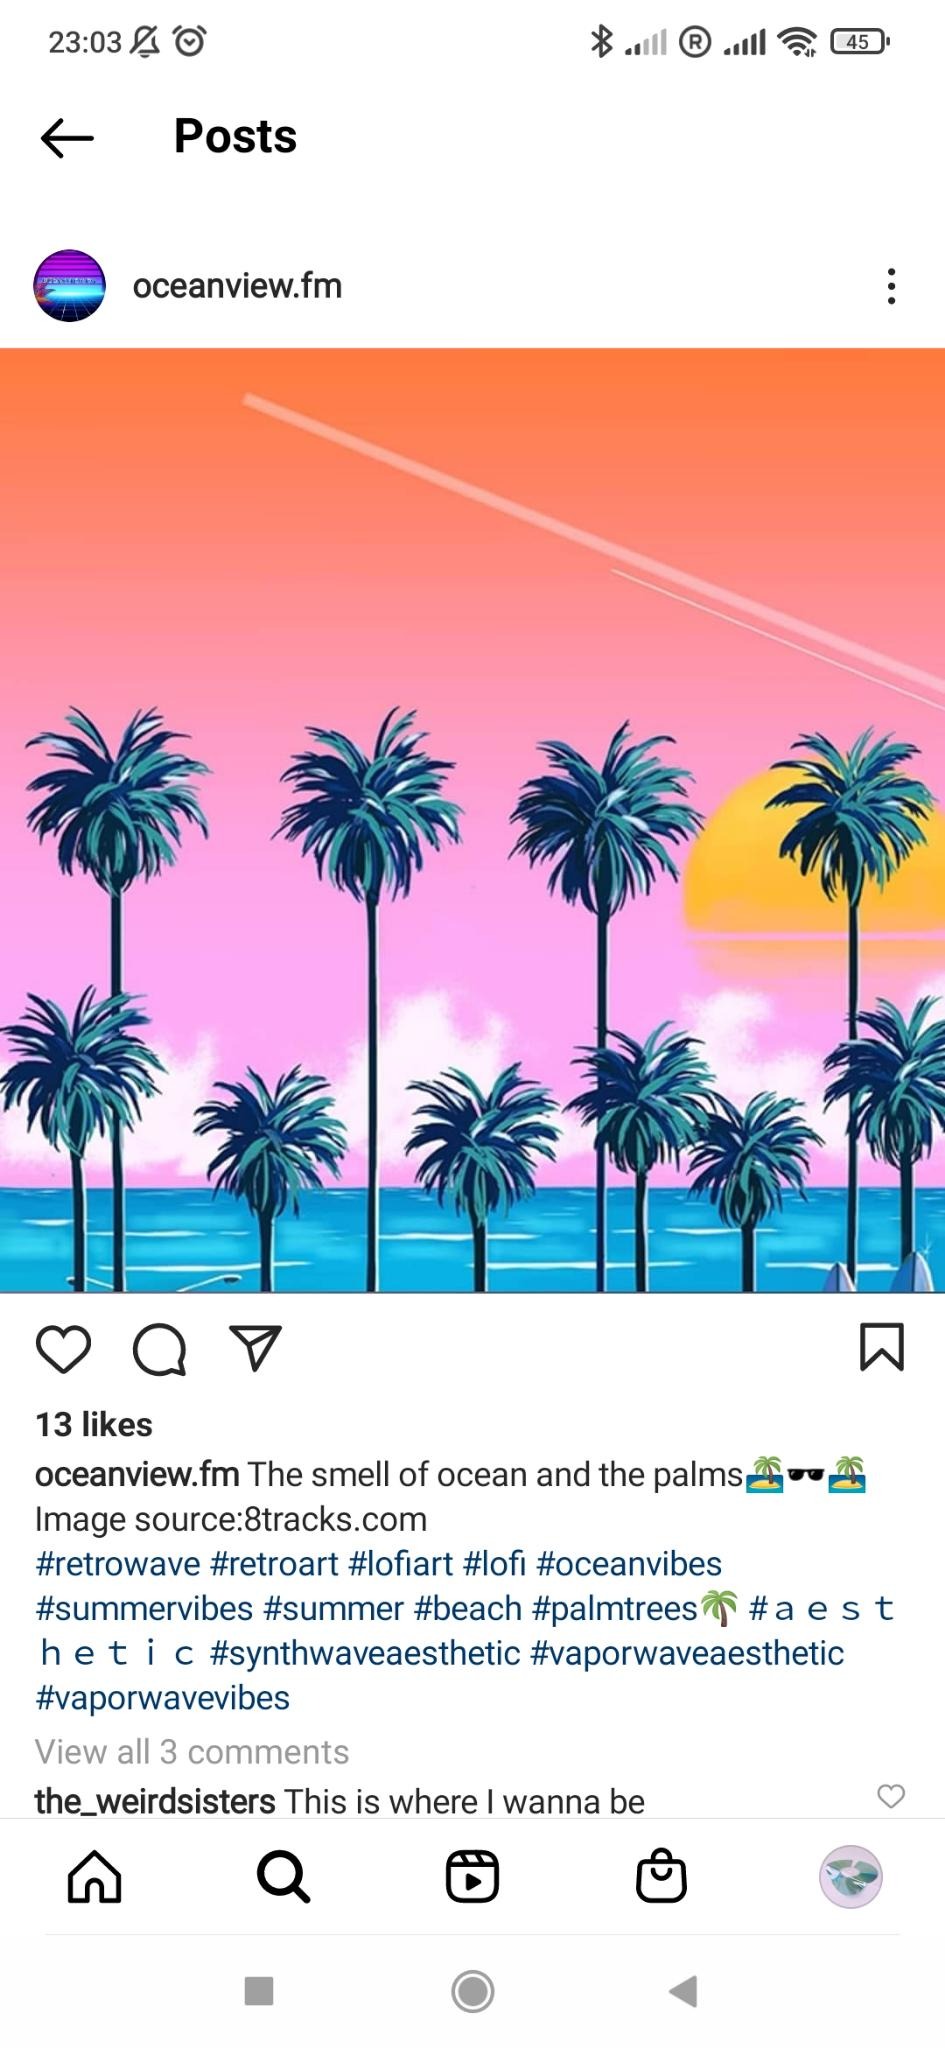 23:03 45
Posts
oceanview.fm
13 likes
oceanview.fm The smell of ocean and the palms🏝️🕶️🏝️
Image source:8tracks.com
#retrowave #retroart #lofiart #lofi #oceanvibes
#summervibes #summer #beach #palmtrees🌴 #ａｅｓｔ
ｈｅｔｉｃ #synthwaveaesthetic #vaporwaveaesthetic
#vaporwavevibes
View all 3 comments
the_weirdsisters This is where I wanna be